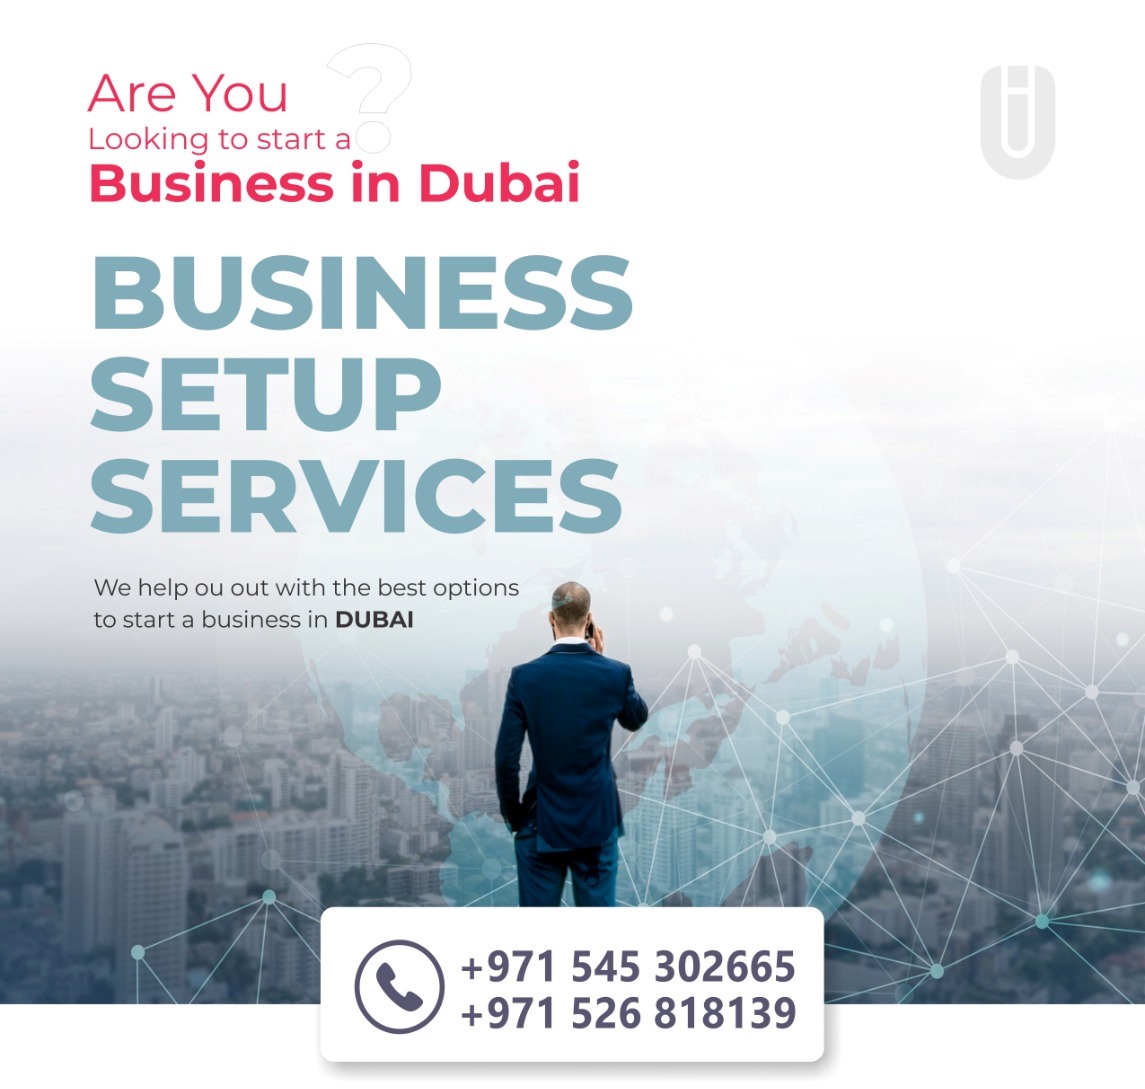 Are You ?
Looking to start a
Business in Dubai
BUSINESS
SETUP
SERVICES
We help ou out with the best options
to start a business in DUBAI
+971 545 302665
+971 526 818139